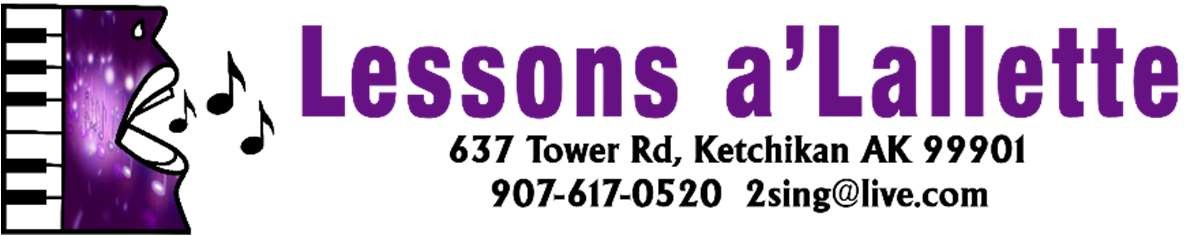 Lessons a'Lallette
637 Tower Rd, Ketchikan AK 99901
907-617-0520 2sing@live.com